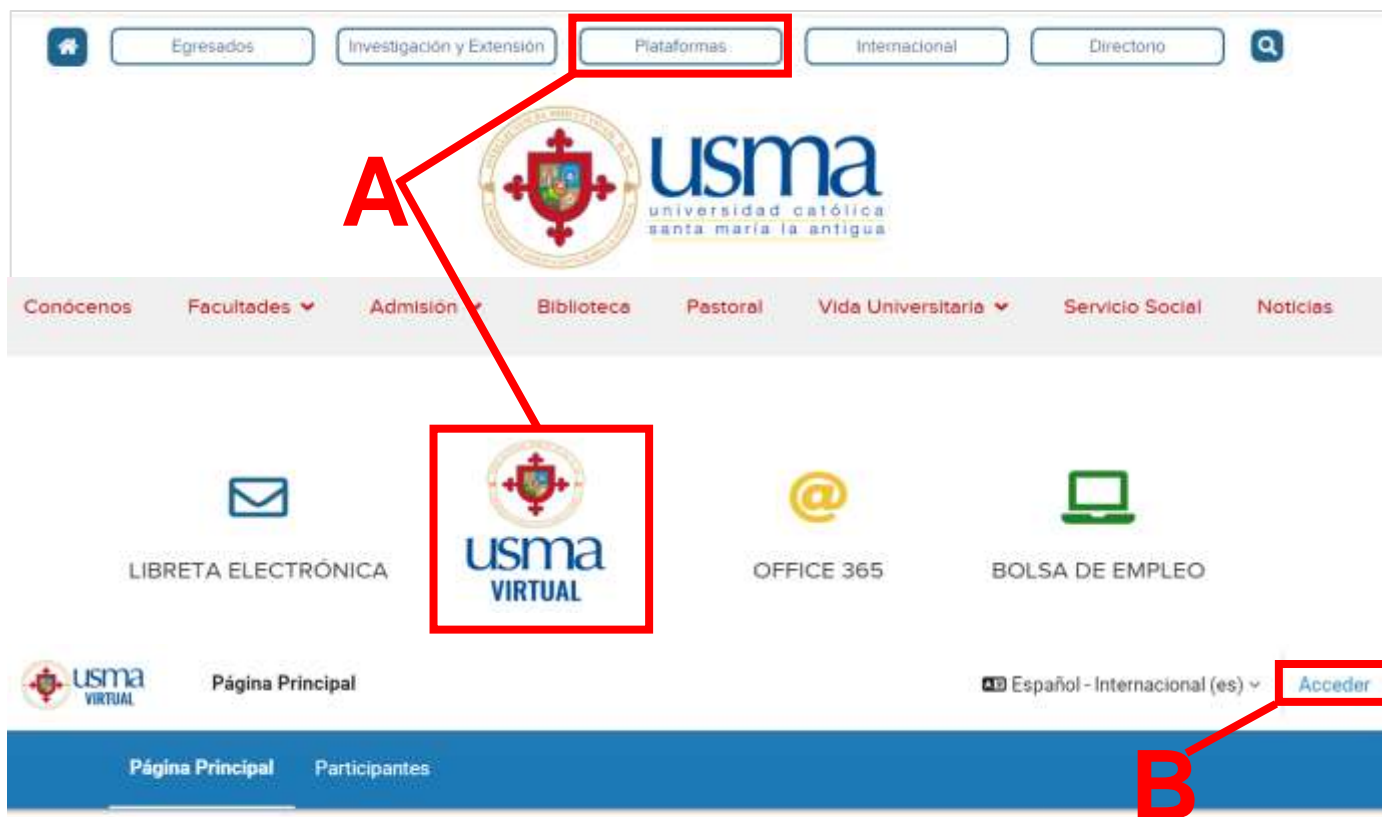 Egresados
Investigación y Extensión
Plataformas
Internacional
Directorio
A
usma
universidad católica
santa maría la antigua
Conócenos
Facultades
Admisión
Biblioteca
Pastoral
Vida Universitaria
Servicio Social
Noticias
LIBRETA ELECTRÓNICA
usma
VIRTUAL
@
OFFICE 365
BOLSA DE EMPLEO
usma
VIRTUAL
Página Principal
Español - Internacional (es)
Acceder
Página Principal
Participantes
B